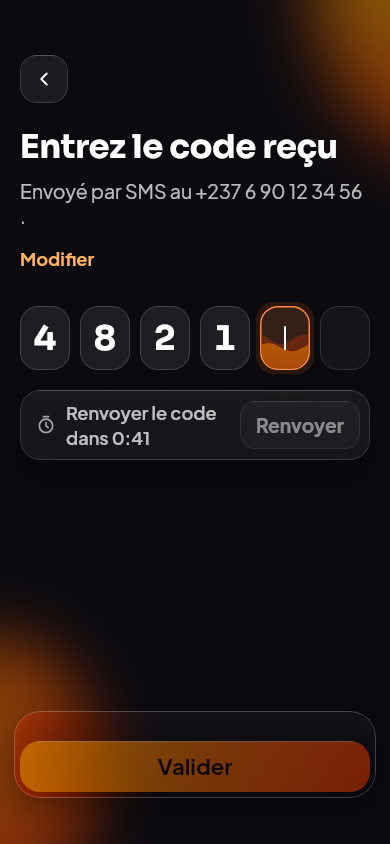 Entrez le code reçu
Envoyé par SMS au +237 6 90 12 34 56
.
Modifier
4 8 2 1
Renvoyer le code
dans 0:41
Renvoyer
Valider